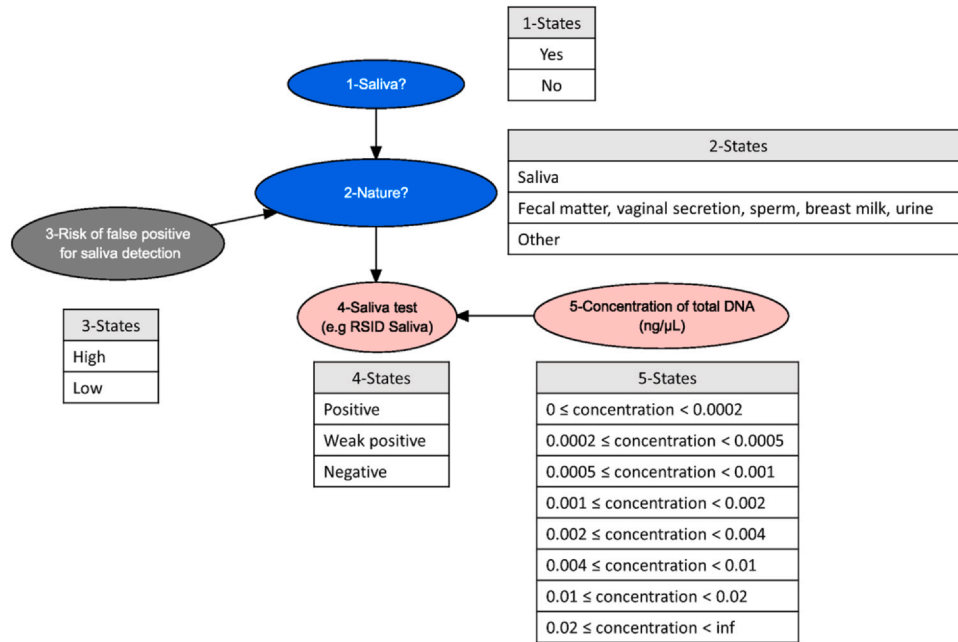 1-States
Yes
No
1-Saliva?
2-States
Saliva
Fecal matter, vaginal secretion, sperm, breast milk, urine
Other
2-Nature?
3-Risk of false positive
for saliva detection
3-States
High
Low
4-Saliva test
(e.g RSID Saliva)
5-Concentration of total DNA
(ng/µL)
4-States
Positive
Weak positive
Negative
5-States
0 ≤ concentration < 0.0002
0.0002 ≤ concentration < 0.0005
0.0005 ≤ concentration < 0.001
0.001 ≤ concentration < 0.002
0.002 ≤ concentration < 0.004
0.004 ≤ concentration < 0.01
0.01 ≤ concentration < 0.02
0.02 ≤ concentration < inf